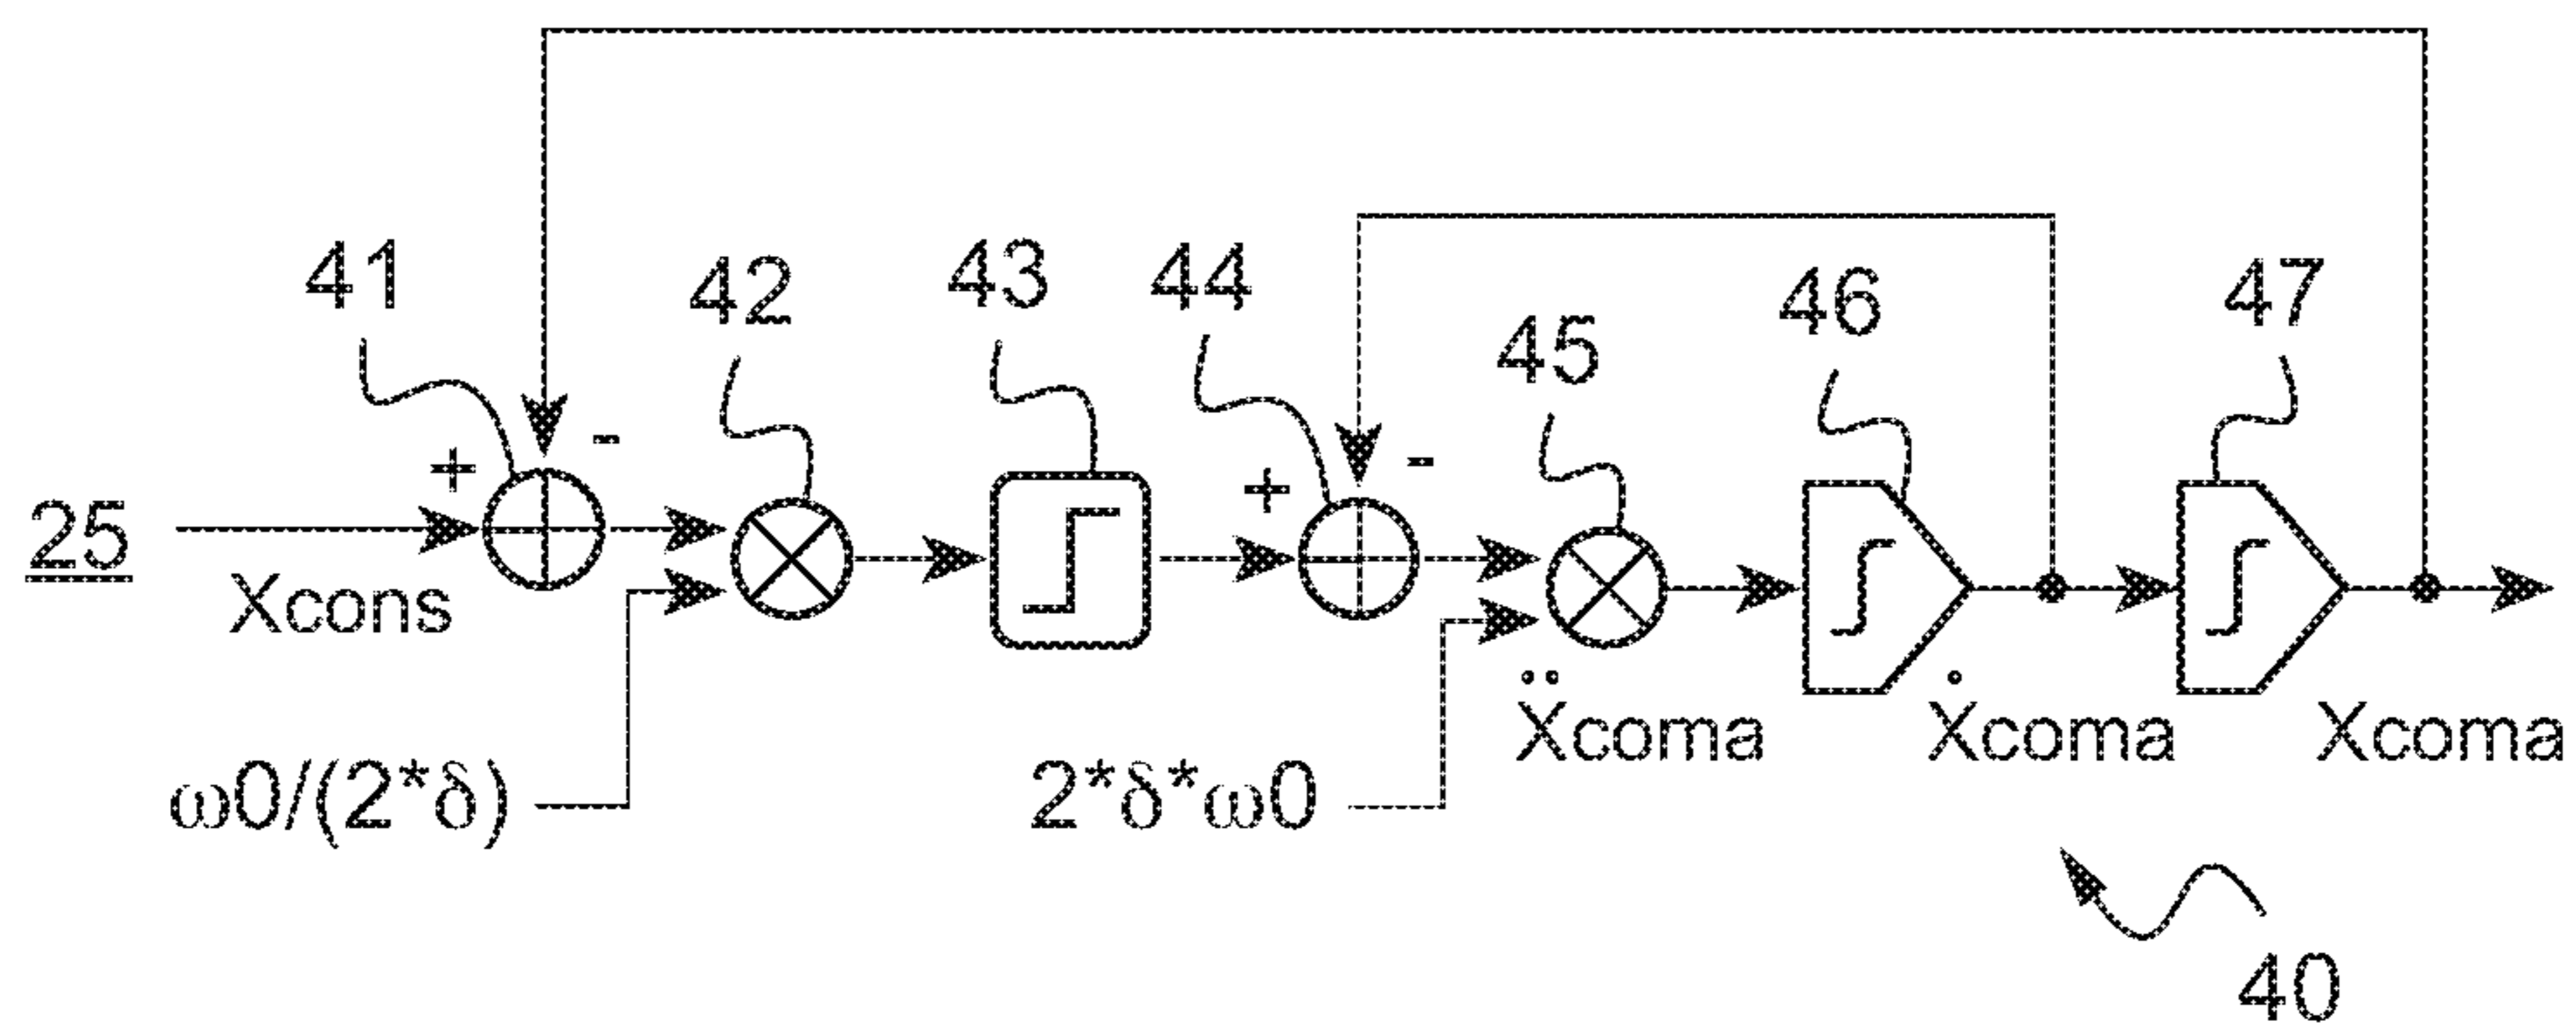 41
42
43
44
45
46
47
+
-
+
-
25
Xcons
Ẍcoma
Ẋcoma
Xcoma
ω0/(2*δ)
2*δ*ω0
40